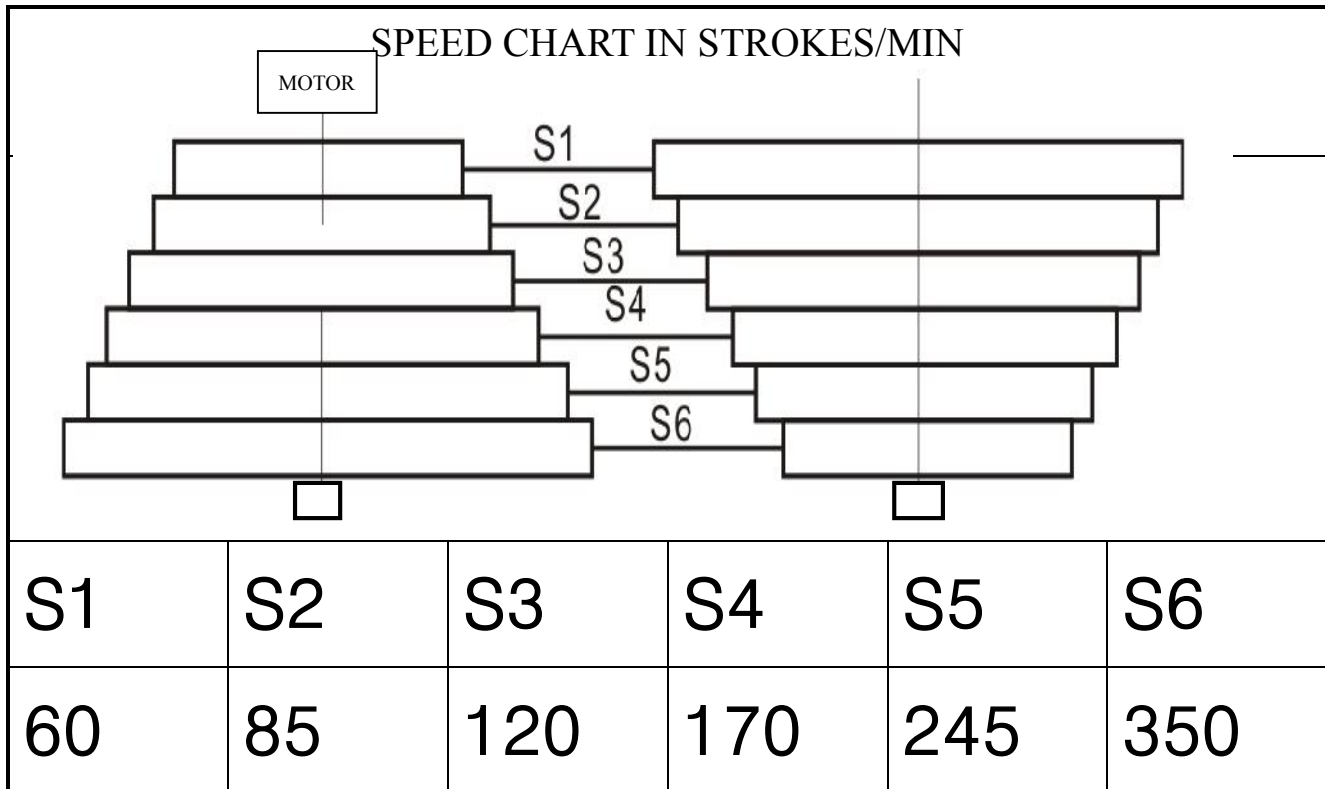 SPEED CHART IN STROKES/MIN
MOTOR
S1
S2
S3
S4
S5
S6
S1 S2 S3 S4 S5 S6
60 85 120 170 245 350